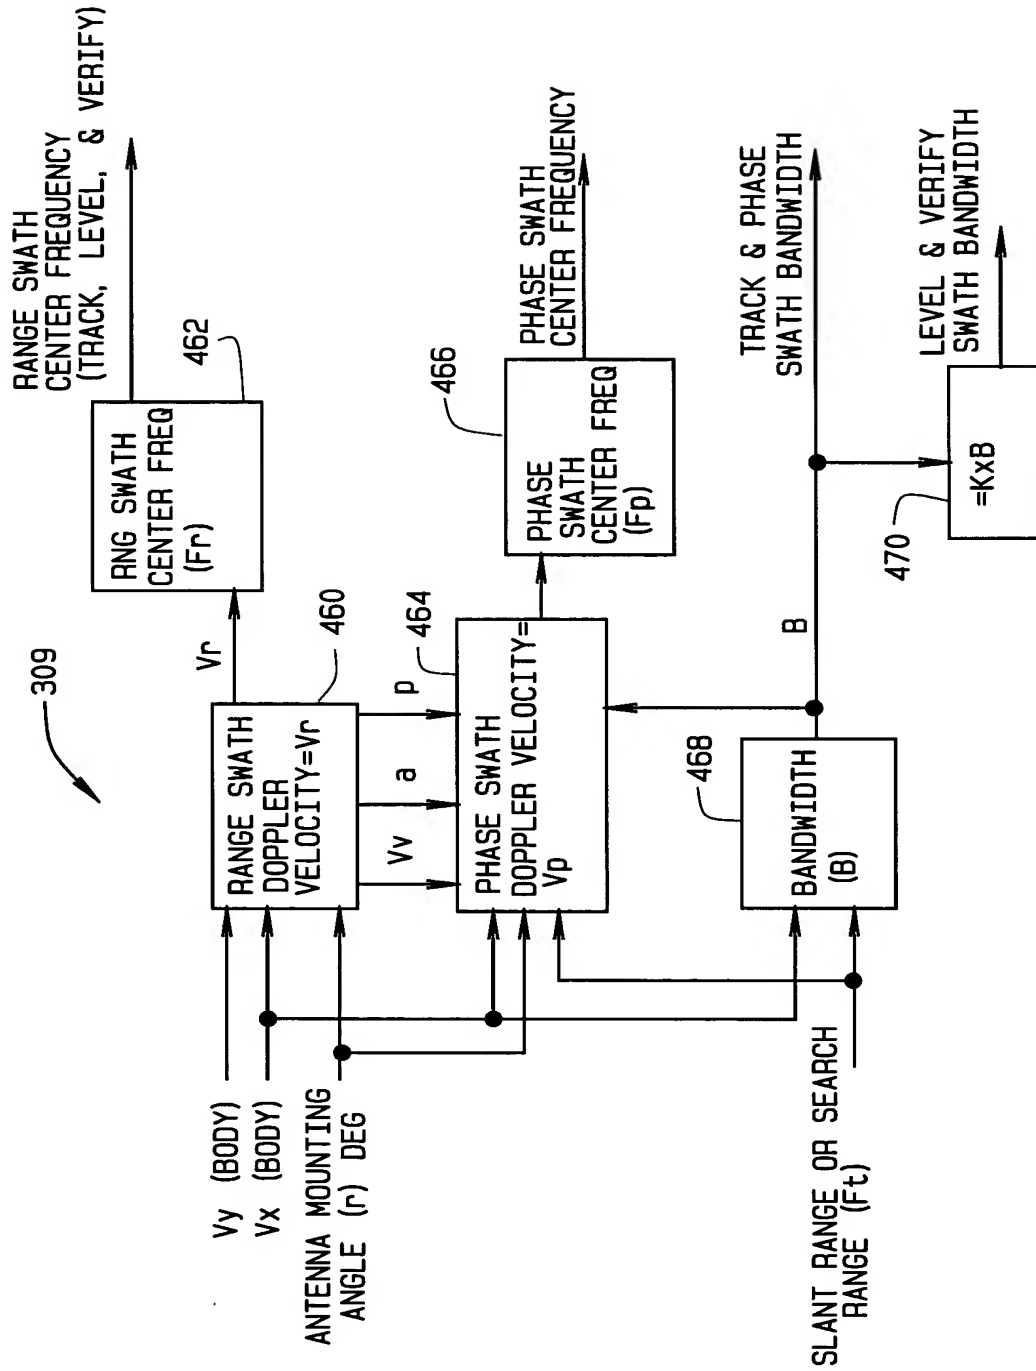 309
Vy (BODY)
Vx (BODY)
ANTENNA MOUNTING
ANGLE (r) DEG
SLANT RANGE OR SEARCH
RANGE (Ft)
RANGE SWATH
DOPPLER
VELOCITY=Vr
460
Vr
RNG SWATH
CENTER FREQ
(Fr)
462
RANGE SWATH
CENTER FREQUENCY
(TRACK, LEVEL, & VERIFY)
Vv
a
p
464
PHASE SWATH
DOPPLER VELOCITY=
Vp
PHASE
SWATH
CENTER FREQ
(Fp)
466
PHASE SWATH
CENTER FREQUENCY
468
BANDWIDTH
(B)
B
TRACK & PHASE
SWATH BANDWIDTH
470
=KxB
LEVEL & VERIFY
SWATH BANDWIDTH